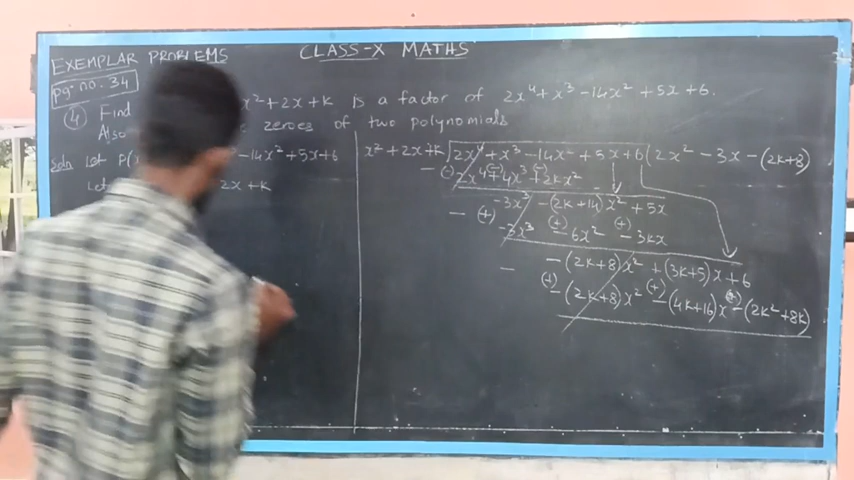 CLASS-X MATHS
EXEMPLAR PROBLEMS
pg. no. 34
④ Find x²+2x+k is a factor of 2x⁴+x³-14x²+5x+6.
Also zeroes of two polynomials
Soln Let P(x -14x²+5x+6
Let 2x+k
x²+2x+k) 2x⁴+x³-14x²+5x+6 (2x²-3x-(2k+8)
- (-) 2x⁴+4x³+2kx² (-) (-)
-3x³-(2k+14)x²+5x
- (+) -3x³ (+) -6x² (+) -3kx
-(2k+8)x²+(3k+5)x+6
- (+) -(2k+8)x² (+) -(4k+16)x (+) -(2k²+8k)